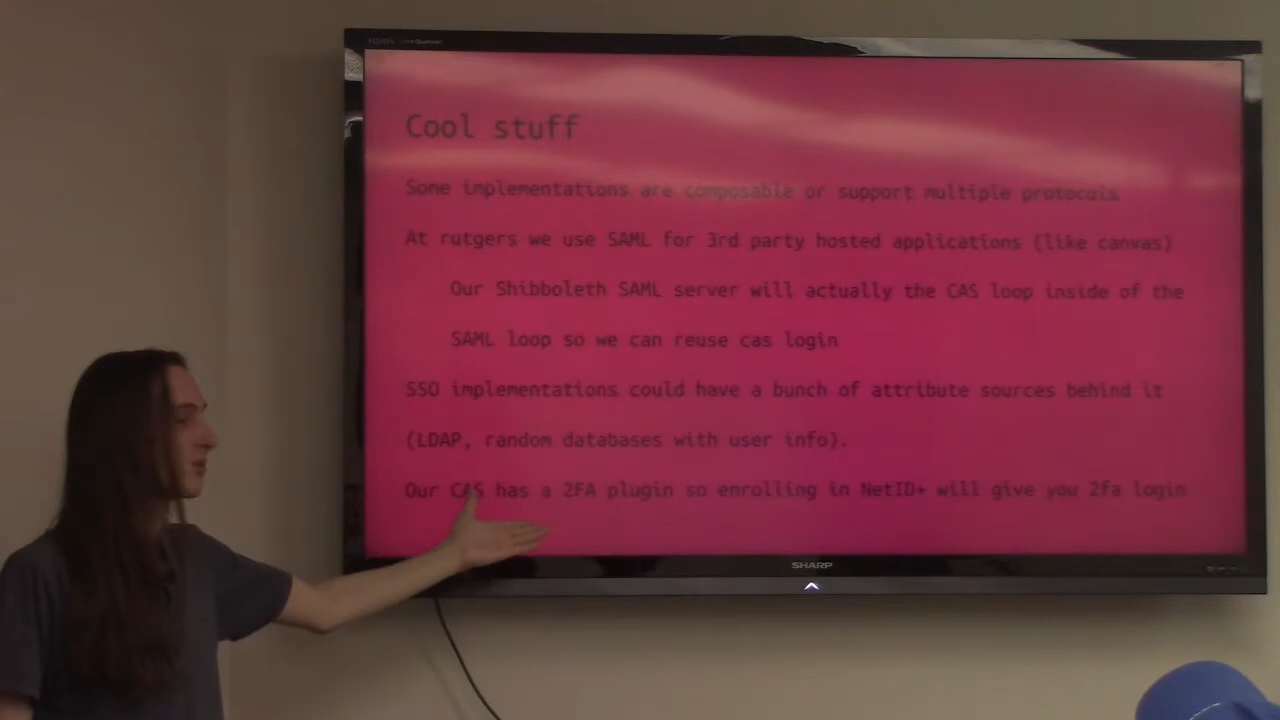 Cool stuff
Some implementations are composable or support multiple protocols
At rutgers we use SAML for 3rd party hosted applications (like canvas)
Our Shibboleth SAML server will actually the CAS loop inside of the
SAML loop so we can reuse cas login
SSO implementations could have a bunch of attribute sources behind it
(LDAP, random databases with user info).
Our CAS has a 2FA plugin so enrolling in NetID+ will give you 2fa login
SHARP